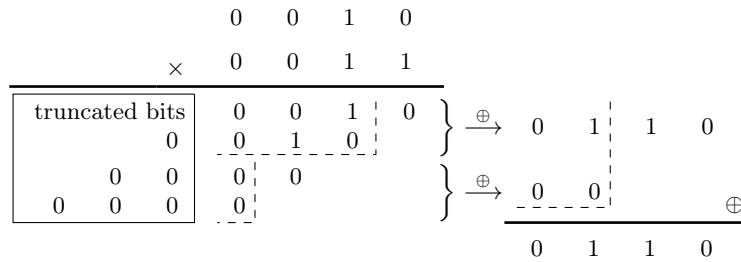 0 0 1 0
× 0 0 1 1
truncated bits 0 0 1 0 } ⊕→ 0 1 1 0
0 0 1 0
0 0 0 0 } ⊕→ 0 0 ⊕
0 0 0 0
0 1 1 0